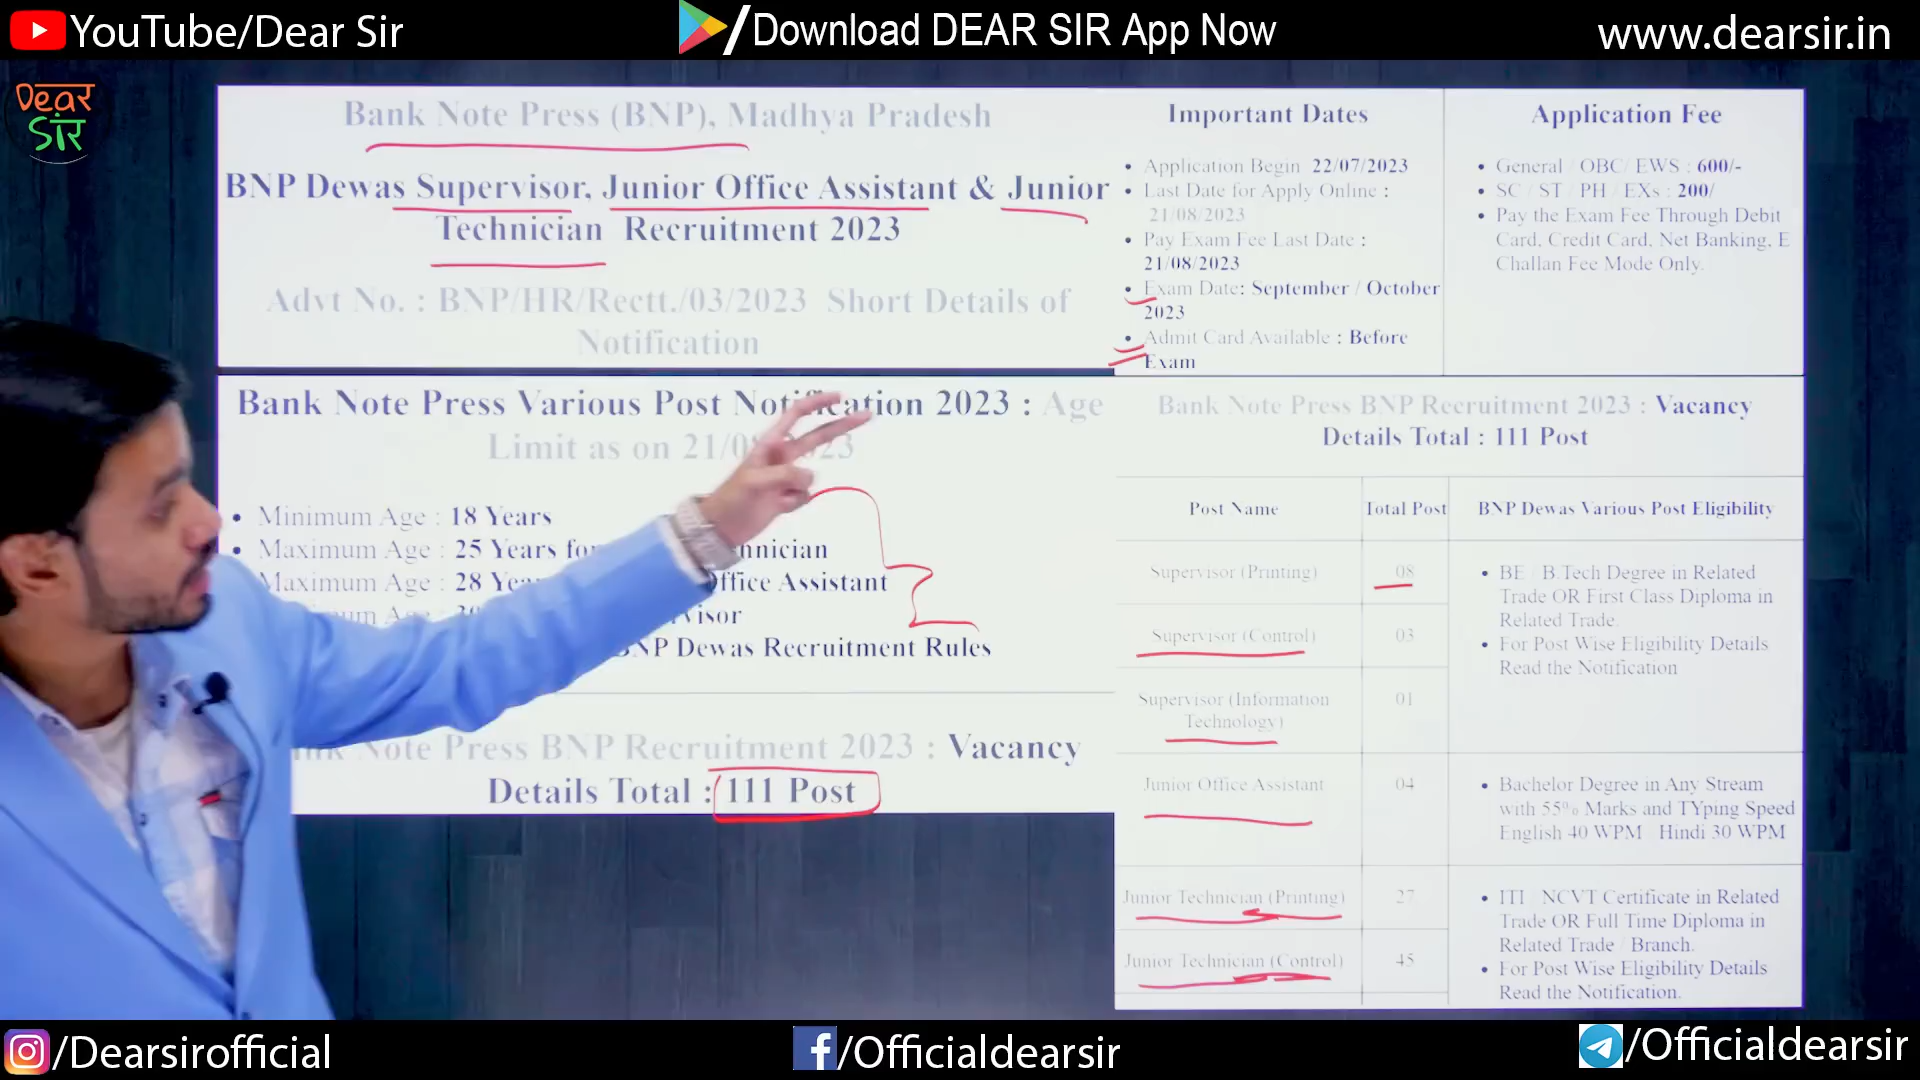 YouTube/Dear Sir
/Download DEAR SIR App Now
www.dearsir.in
Dear
सर
Bank Note Press (BNP), Madhya Pradesh
BNP Dewas Supervisor, Junior Office Assistant & Junior
Technician Recruitment 2023
Advt No. : BNP/HR/Rectt./03/2023 Short Details of
Notification
Important Dates
Application Begin 22/07/2023
Last Date for Apply Online :
21/08/2023
Pay Exam Fee Last Date :
21/08/2023
Exam Date: September / October
2023
Admit Card Available : Before
Exam
Application Fee
General / OBC/ EWS : 600/-
SC / ST / PH / EXs : 200/
Pay the Exam Fee Through Debit
Card, Credit Card, Net Banking, E
Challan Fee Mode Only.
Bank Note Press Various Post Notification 2023 : Age
Limit as on
Minimum Age : 18 Years
Maximum Age : 25 Years
Maximum Age : 28
Office Assistant
BNP Dewas Recruitment Rules
Note Press BNP Recruitment 2023 : Vacancy
Details Total : 111 Post
Bank Note Press BNP Recruitment 2023 : Vacancy
Details Total : 111 Post
Post Name Total Post BNP Dewas Various Post Eligibility
Supervisor (Printing) 08
BE / B.Tech Degree in Related
Trade OR First Class Diploma in
Related Trade.
For Post Wise Eligibility Details
Read the Notification
Supervisor (Control) 03
Supervisor (Information
Technology) 01
Junior Office Assistant 04
Bachelor Degree in Any Stream
with 55% Marks and TYping Speed
English 40 WPM Hindi 30 WPM
Junior Technician (Printing) 27
ITI / NCVT Certificate in Related
Trade OR Full Time Diploma in
Related Trade / Branch.
For Post Wise Eligibility Details
Read the Notification.
Junior Technician (Control) 45
/Dearsirofficial
/Officialdearsir
/Officialdearsir